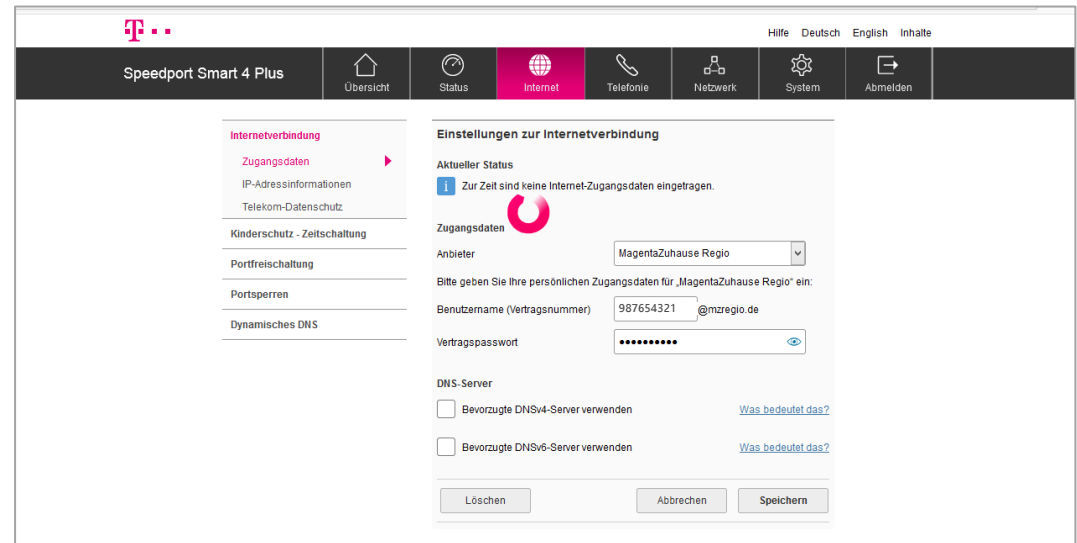 T
Hilfe Deutsch English Inhalte
Speedport Smart 4 Plus
Übersicht
Status
Internet
Telefonie
Netzwerk
System
Abmelden
Internetverbindung
Zugangsdaten
IP-Adressinformationen
Telekom-Datenschutz
Kinderschutz - Zeitschaltung
Portfreischaltung
Portsperren
Dynamisches DNS
Einstellungen zur Internetverbindung
Aktueller Status
i Zur Zeit sind keine Internet-Zugangsdaten eingetragen.
Zugangsdaten
Anbieter MagentaZuhause Regio
Bitte geben Sie Ihre persönlichen Zugangsdaten für „MagentaZuhause Regio“ ein:
Benutzername (Vertragsnummer) 987654321 @mzregio.de
Vertragspasswort ••••••••••
DNS-Server
Bevorzugte DNSv4-Server verwenden Was bedeutet das?
Bevorzugte DNSv6-Server verwenden Was bedeutet das?
Löschen Abbrechen Speichern